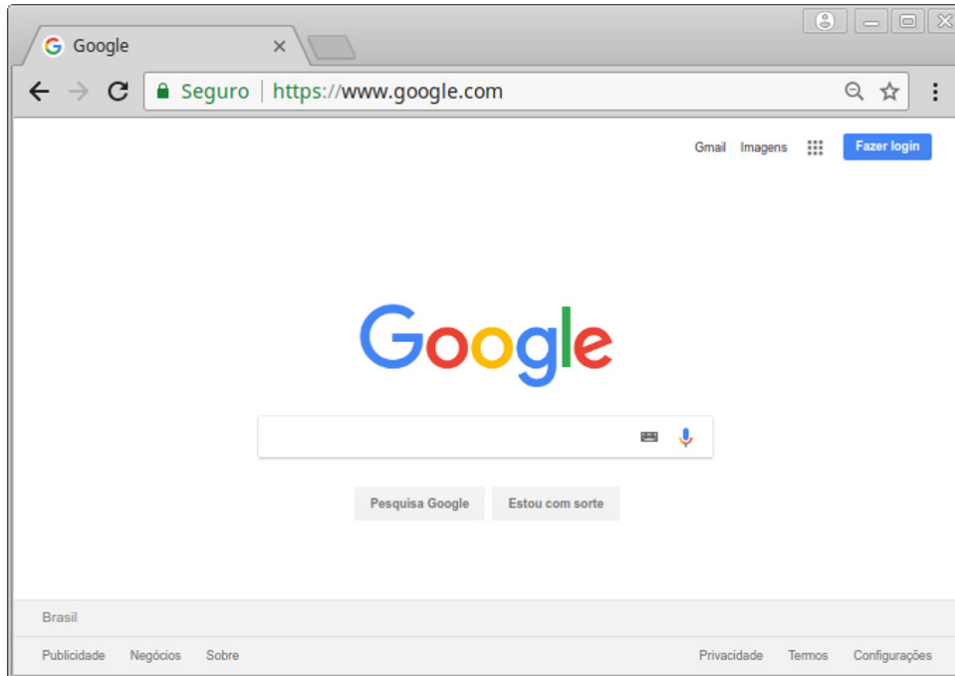 Google
Seguro https://www.google.com
Gmail Imagens Fazer login
Google
Pesquisa Google Estou com sorte
Brasil
Publicidade Negócios Sobre Privacidade Termos Configurações